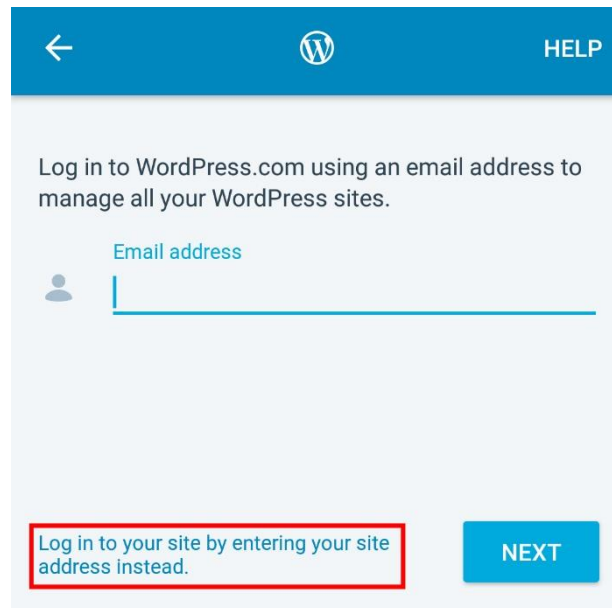 HELP
Log in to WordPress.com using an email address to
manage all your WordPress sites.
Email address
Log in to your site by entering your site
address instead.
NEXT